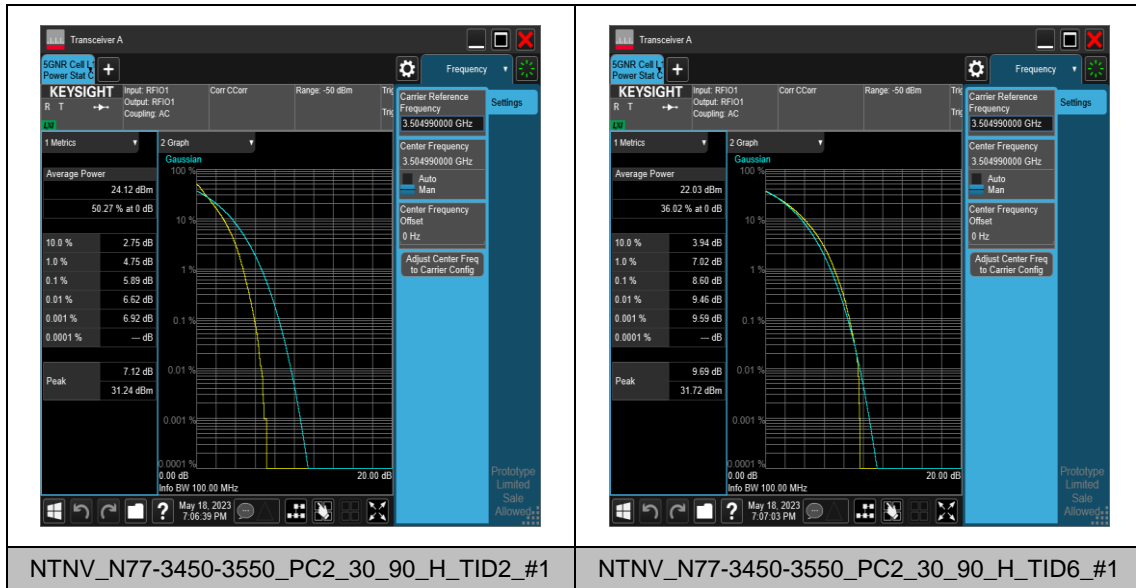 Transceiver A
5GNR Cell L1
Power Stat C
+
Frequency
KEYSIGHT
R T
LXI
Input: RFIO1
Output: RFIO1
Coupling: AC
Corr CCorr
Range: -50 dBm
Trig
Trig
Carrier Reference
Frequency
3.504990000 GHz
Settings
1 Metrics
2 Graph
Center Frequency
3.504990000 GHz
Auto
Man
Center Frequency
Offset
0 Hz
Adjust Center Freq
to Carrier Config
Average Power
24.12 dBm
50.27 % at 0 dB
10.0 % 2.75 dB
1.0 % 4.75 dB
0.1 % 5.89 dB
0.01 % 6.62 dB
0.001 % 6.92 dB
0.0001 % --- dB
Peak
7.12 dB
31.24 dBm
Gaussian
100 %
10 %
1 %
0.1 %
0.01 %
0.001 %
0.0001 %
0.00 dB 20.00 dB
Info BW 100.00 MHz
Prototype
Limited
Sale
Allowed
?
May 18, 2023
7:06:39 PM
NTNV_N77-3450-3550_PC2_30_90_H_TID2_#1
Transceiver A
5GNR Cell L1
Power Stat C
+
Frequency
KEYSIGHT
R T
LXI
Input: RFIO1
Output: RFIO1
Coupling: AC
Corr CCorr
Range: -50 dBm
Trig
Trig
Carrier Reference
Frequency
3.504990000 GHz
Settings
1 Metrics
2 Graph
Center Frequency
3.504990000 GHz
Auto
Man
Center Frequency
Offset
0 Hz
Adjust Center Freq
to Carrier Config
Average Power
22.03 dBm
36.02 % at 0 dB
10.0 % 3.94 dB
1.0 % 7.02 dB
0.1 % 8.60 dB
0.01 % 9.46 dB
0.001 % 9.59 dB
0.0001 % --- dB
Peak
9.69 dB
31.72 dBm
Gaussian
100 %
10 %
1 %
0.1 %
0.01 %
0.001 %
0.0001 %
0.00 dB 20.00 dB
Info BW 100.00 MHz
Prototype
Limited
Sale
Allowed
?
May 18, 2023
7:07:03 PM
NTNV_N77-3450-3550_PC2_30_90_H_TID6_#1